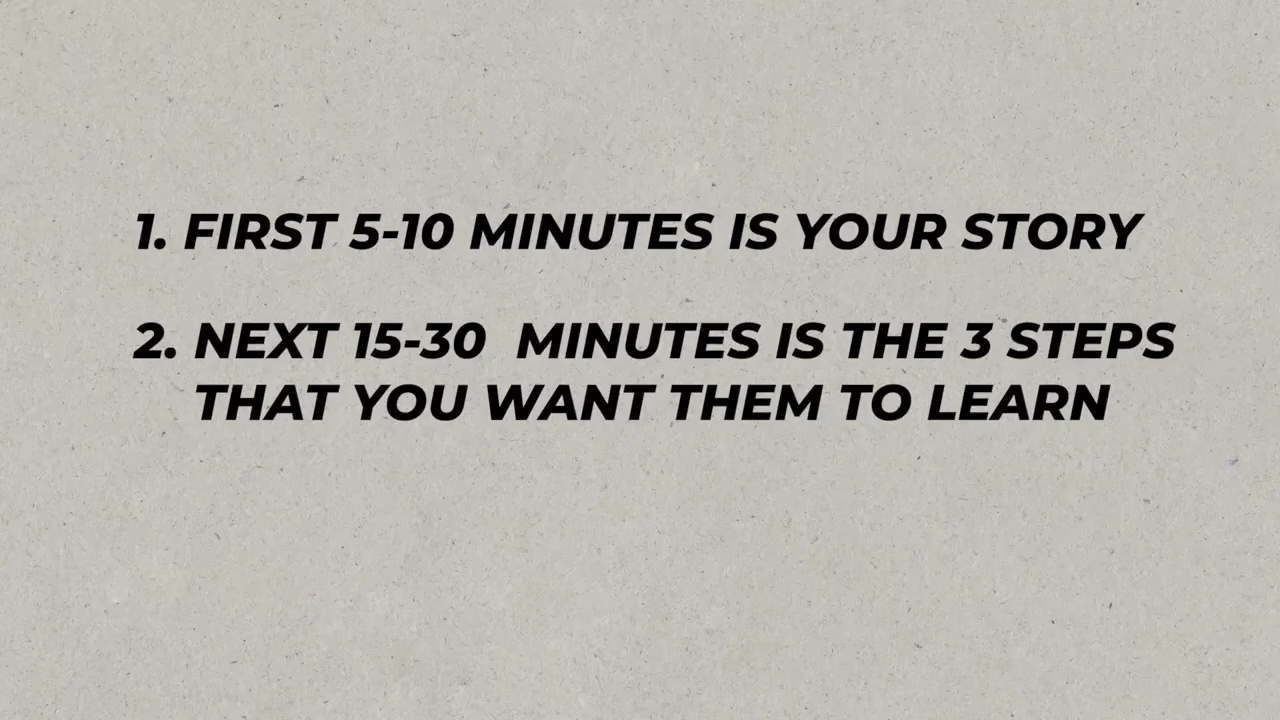 1. FIRST 5-10 MINUTES IS YOUR STORY
2. NEXT 15-30  MINUTES IS THE 3 STEPS
THAT YOU WANT THEM TO LEARN